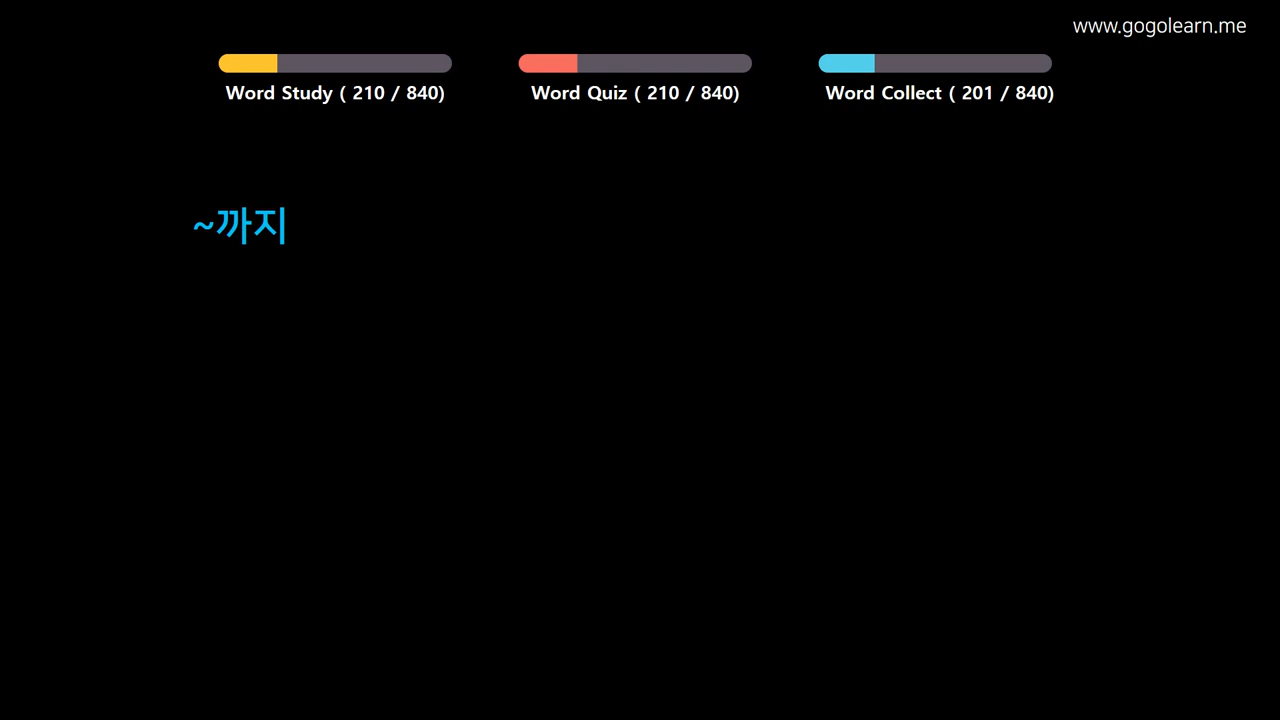 www.gogolearn.me
Word Study ( 210 / 840)
Word Quiz ( 210 / 840)
Word Collect ( 201 / 840)
~까지